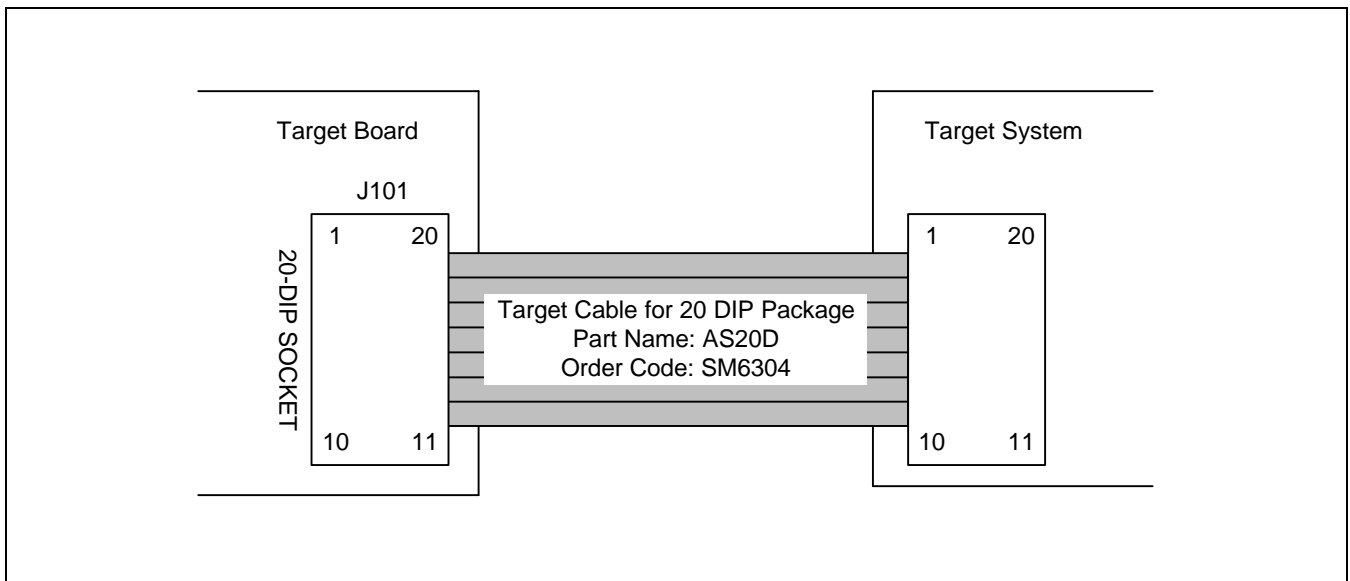 Target Board
Target System
J101
1 20
1 20
20-DIP SOCKET
Target Cable for 20 DIP Package
Part Name: AS20D
Order Code: SM6304
10 11
10 11